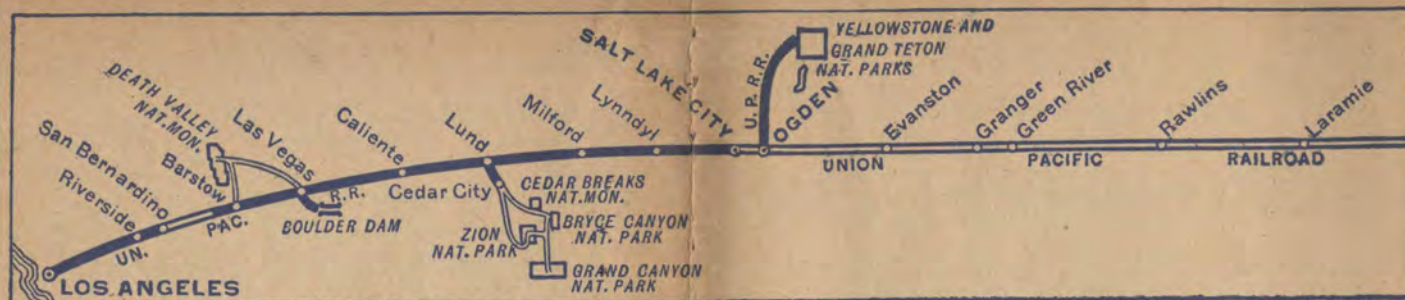 DEATH VALLEY
NAT. MON.
San Bernardino
Riverside
Barstow
Las Vegas
Caliente
Lund
Milford
Lynndyl
SALT LAKE CITY
U.P. R.R.
OGDEN
YELLOWSTONE AND
GRAND TETON
NAT. PARKS
Evanston
Granger
Green River
Rawlins
Laramie
UNION PACIFIC RAILROAD
UN. PAC. R.R.
BOULDER DAM
Cedar City
CEDAR BREAKS
NAT. MON.
BRYCE CANYON
NAT. PARK
ZION
NAT. PARK
GRAND CANYON
NAT. PARK
LOS ANGELES